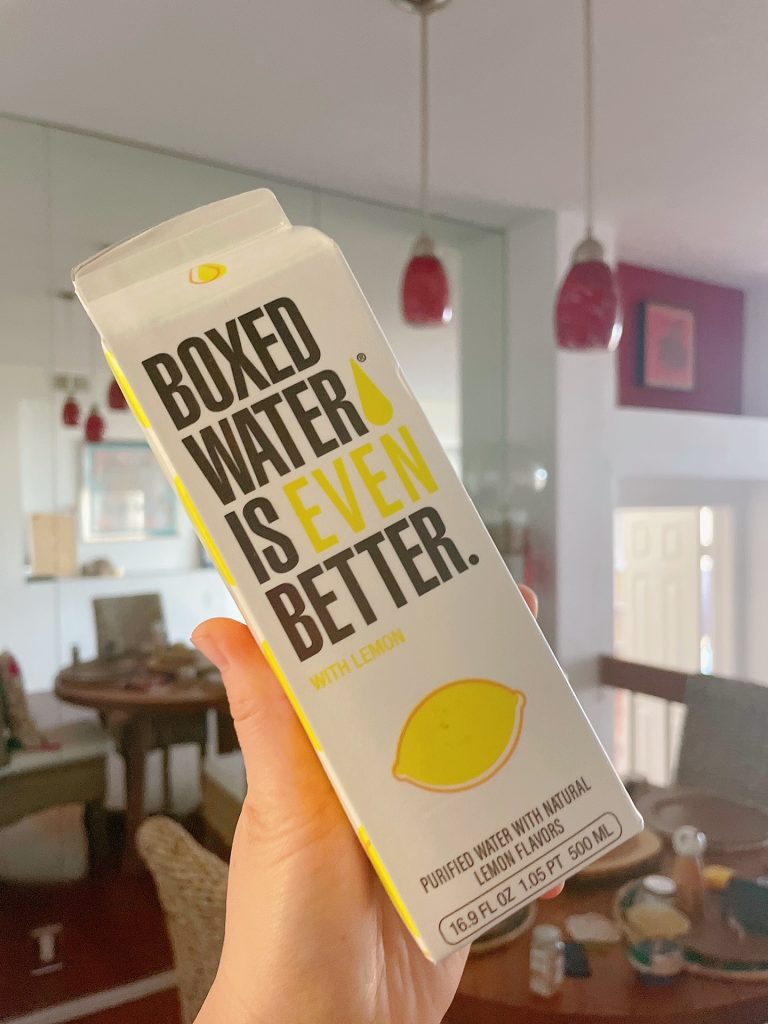 BOXED
WATER®
IS EVEN
BETTER.
WITH LEMON
PURIFIED WATER WITH NATURAL
LEMON FLAVORS
16.9 FL OZ 1.05 PT 500 ML